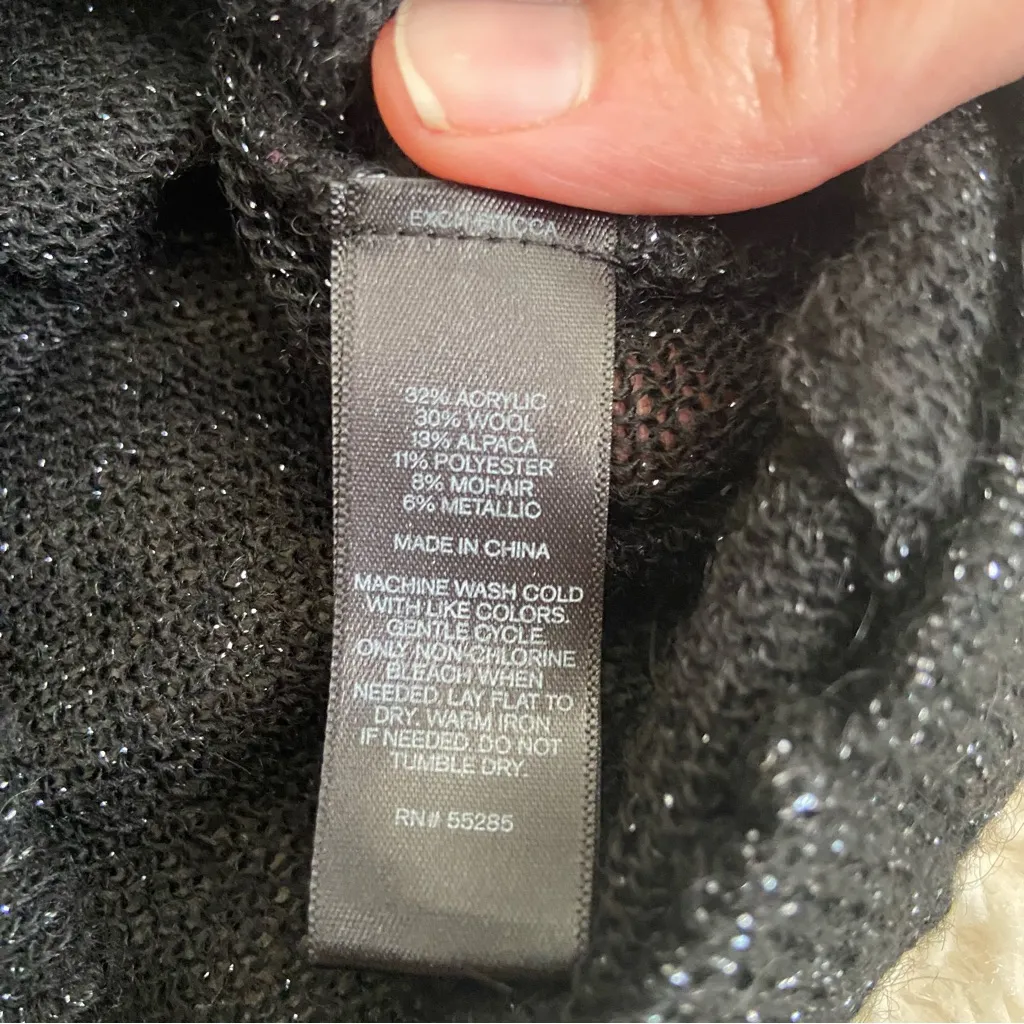 32% ACRYLIC
30% WOOL
13% ALPACA
11% POLYESTER
8% MOHAIR
6% METALLIC
MADE IN CHINA
MACHINE WASH COLD
WITH LIKE COLORS.
GENTLE CYCLE.
ONLY NON-CHLORINE
BLEACH WHEN
NEEDED. LAY FLAT TO
DRY. WARM IRON
IF NEEDED. DO NOT
TUMBLE DRY.
RN# 55285